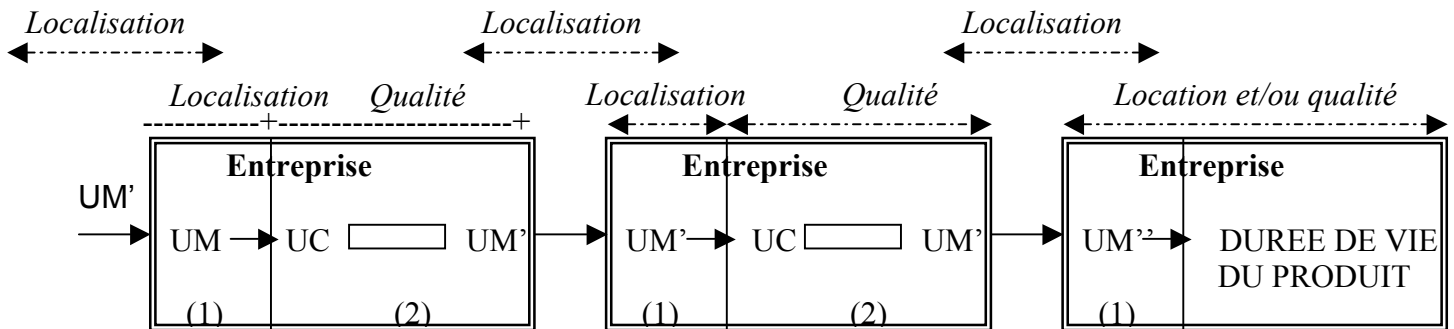 Localisation Localisation Localisation
Localisation Qualité Localisation Qualité Location et/ou qualité
-----------+----------------------+
Entreprise Entreprise Entreprise
UM’
UM UC UM’ UM’ UC UM’ UM’’ DUREE DE VIE
DU PRODUIT
(1) (2) (1) (2) (1)